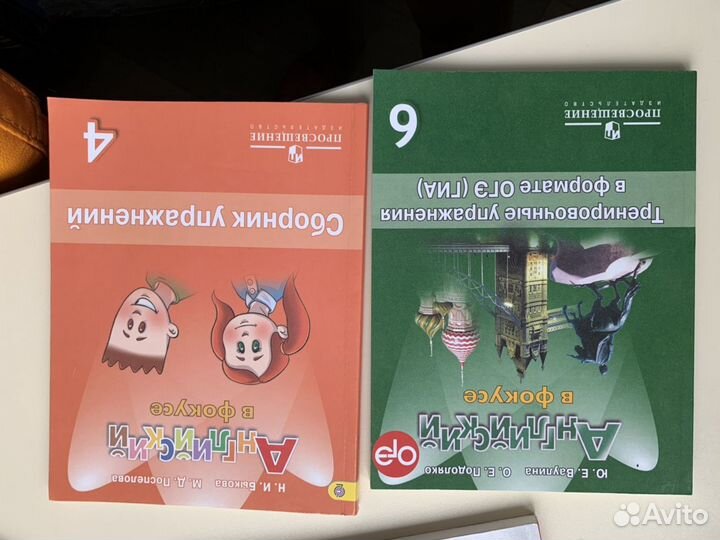 Н. И. Быкова М. Д. Поспелова
Английский
в фокусе
Сборник упражнений
4
ПРОСВЕЩЕНИЕ
ИЗДАТЕЛЬСТВО
Ю. Е. Ваулина О. Е. Подоляко
ОГЭ
Английский
в фокусе
Тренировочные упражнения
в формате ОГЭ (ГИА)
9
ПРОСВЕЩЕНИЕ
ИЗДАТЕЛЬСТВО
Avito